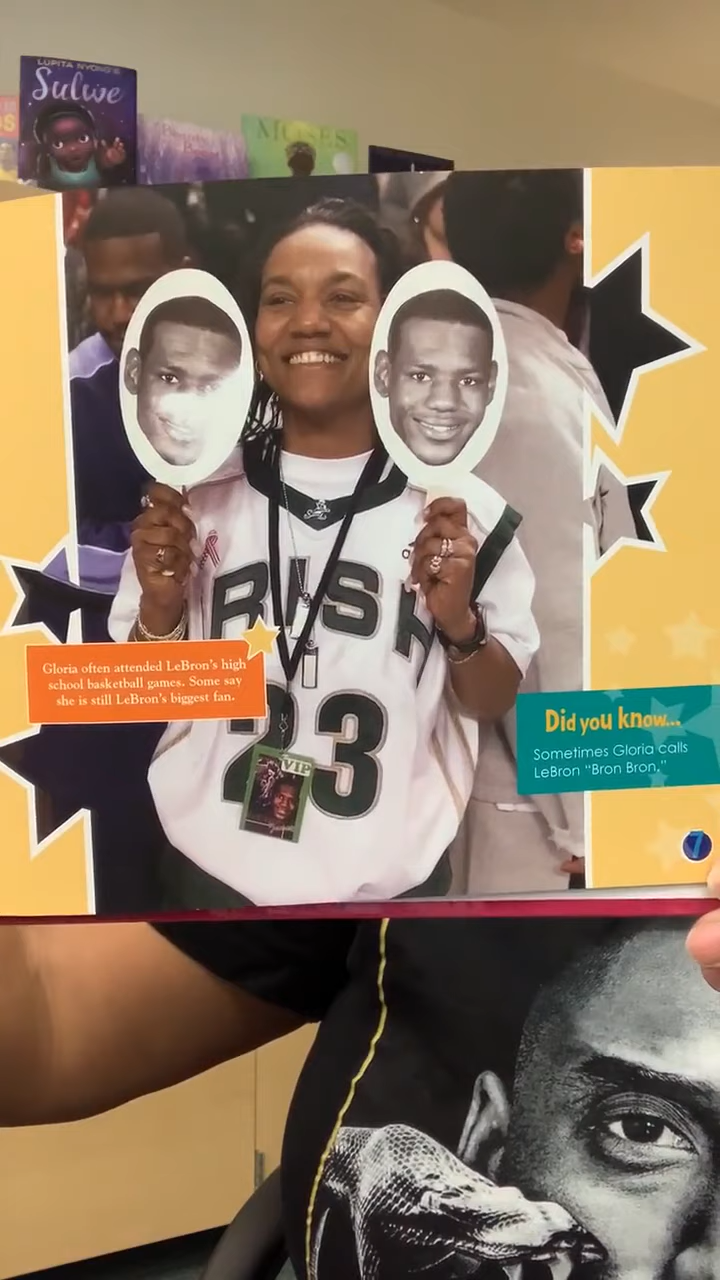 LUPITA NYONG'O
Sulwe
MOSES
IRISH
23
VIP
Gloria often attended LeBron's high
school basketball games. Some say
she is still LeBron's biggest fan.
Did you know...
Sometimes Gloria calls
LeBron “Bron Bron.”
7